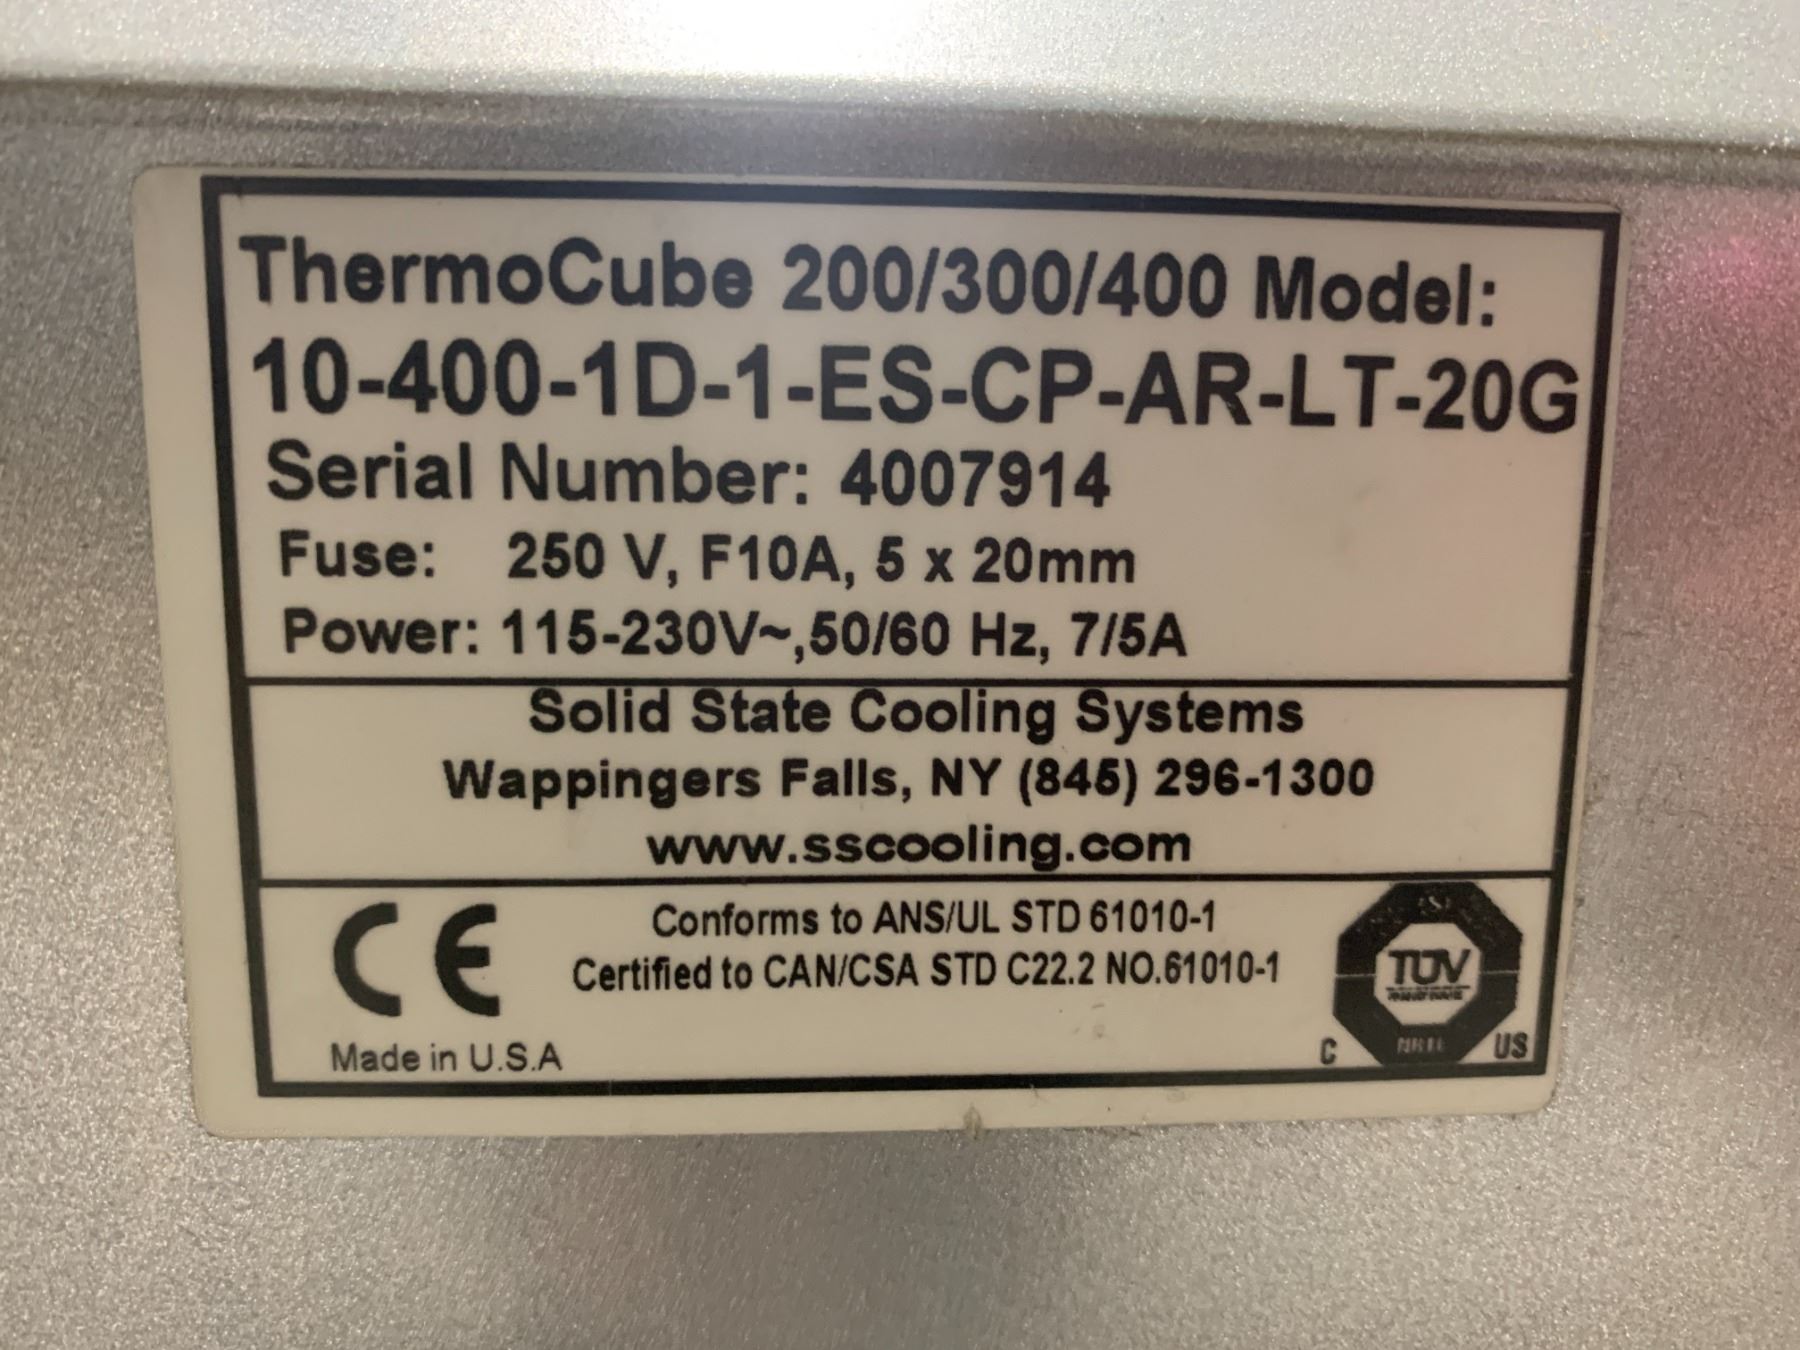 ThermoCube 200/300/400 Model:
10-400-1D-1-ES-CP-AR-LT-20G
Serial Number: 4007914
Fuse: 250 V, F10A, 5 x 20mm
Power: 115-230V~,50/60 Hz, 7/5A
Solid State Cooling Systems
Wappingers Falls, NY (845) 296-1300
www.sscooling.com
CE
Conforms to ANS/UL STD 61010-1
Certified to CAN/CSA STD C22.2 NO.61010-1
Made in U.S.A
TÜV
C
US